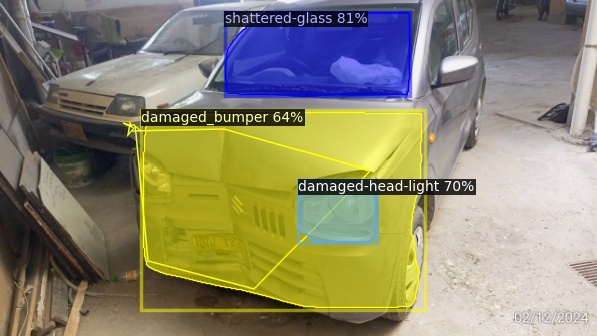 shattered-glass 81%
damaged_bumper 64%
damaged-head-light 70%
02/12/2024